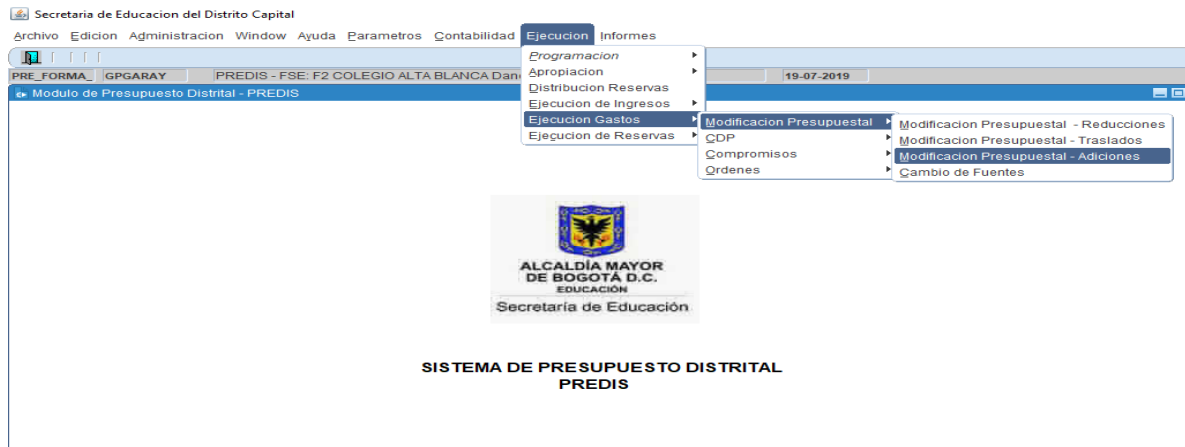 Secretaria de Educacion del Distrito Capital
Archivo Edicion Administracion Window Ayuda Parametros Contabilidad Ejecucion Informes
PRE_FORMA_ GPGARAY PREDIS - FSE: F2 COLEGIO ALTA BLANCA Dan 19-07-2019
Modulo de Presupuesto Distrital - PREDIS
Programacion
Apropiacion
Distribucion Reservas
Ejecucion de Ingresos
Ejecucion Gastos
Ejecucion de Reservas
Modificacion Presupuestal
CDP
Compromisos
Ordenes
Modificacion Presupuestal - Reducciones
Modificacion Presupuestal - Traslados
Modificacion Presupuestal - Adiciones
Cambio de Fuentes
ALCALDÍA MAYOR
DE BOGOTÁ D.C.
EDUCACIÓN
Secretaría de Educación
SISTEMA DE PRESUPUESTO DISTRITAL
PREDIS